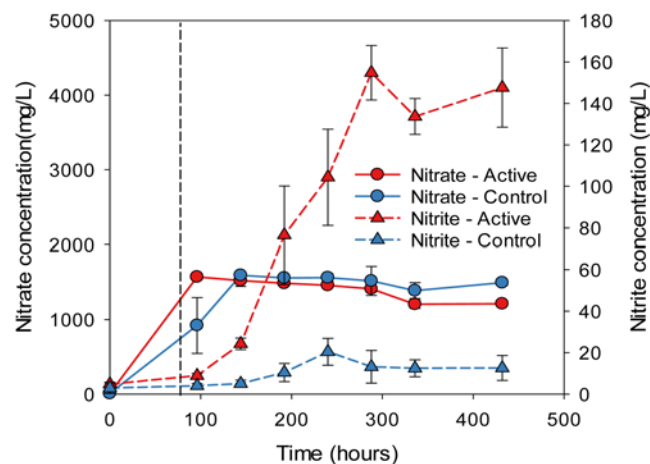 5000
4000
3000
2000
1000
0
Nitrate concentration(mg/L)
180
160
140
120
100
80
60
40
20
0
Nitrite concentration (mg/L)
Nitrate - Active
Nitrate - Control
Nitrite - Active
Nitrite - Control
0 100 200 300 400 500
Time (hours)